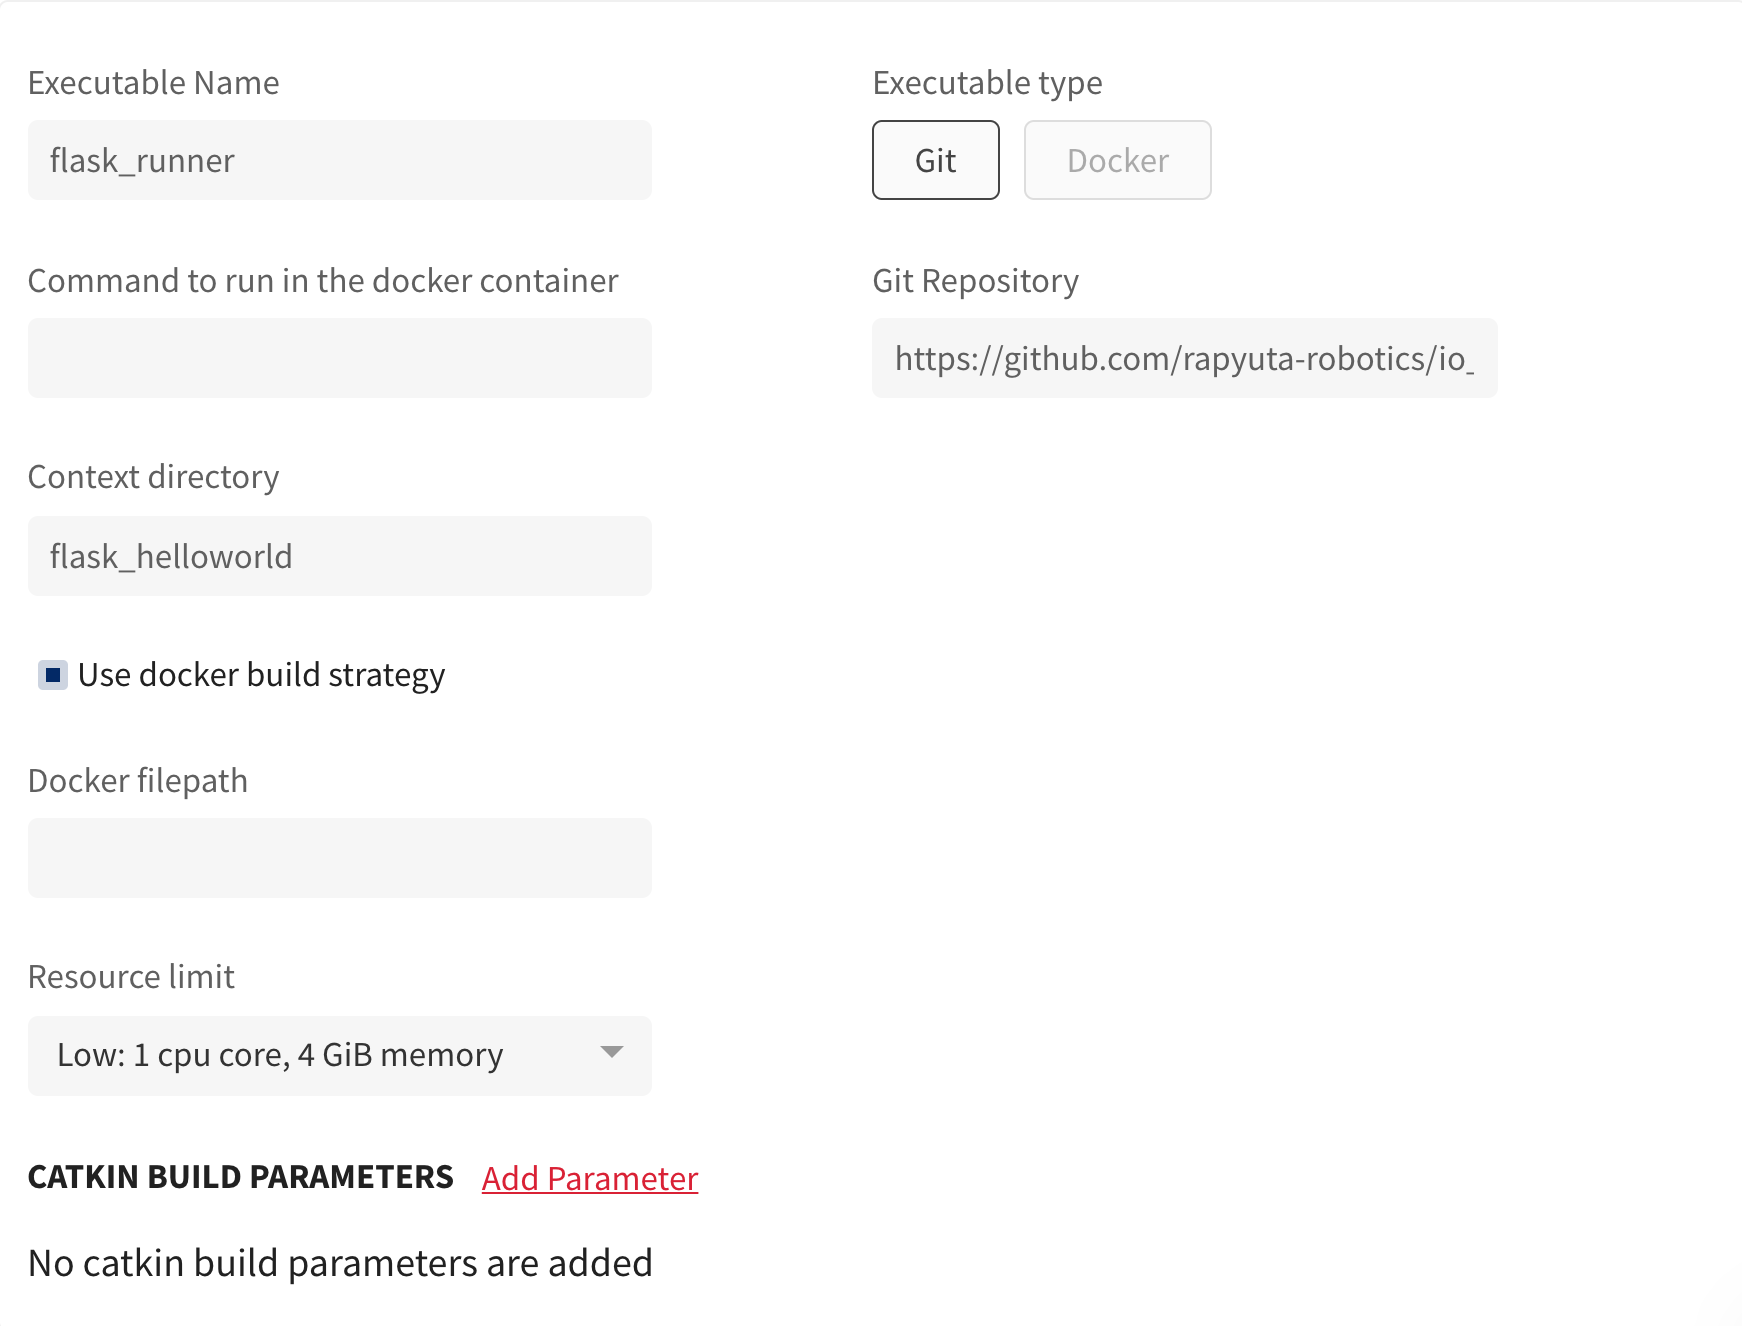 Executable Name
flask_runner
Executable type
Git
Docker
Command to run in the docker container
Git Repository
https://github.com/rapyuta-robotics/io_
Context directory
flask_helloworld
Use docker build strategy
Docker filepath
Resource limit
Low: 1 cpu core, 4 GiB memory
CATKIN BUILD PARAMETERS Add Parameter
No catkin build parameters are added